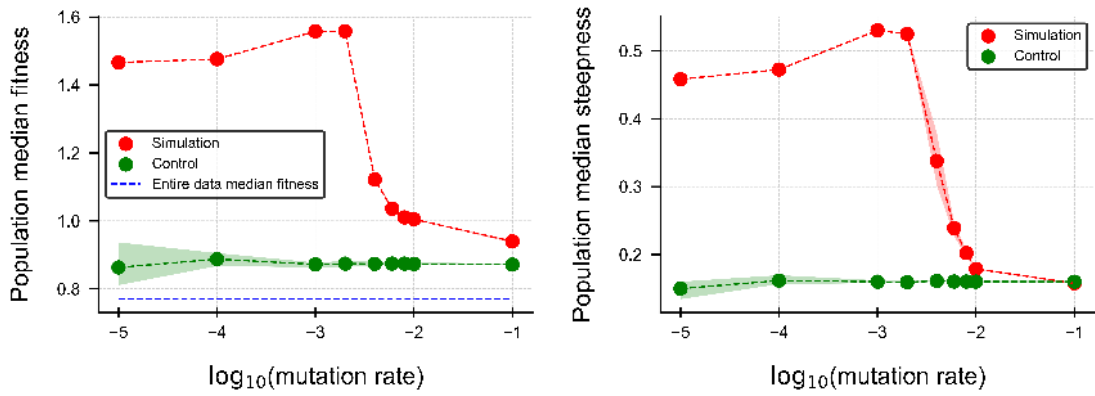 Population median fitness
1.6
1.4
1.2
1.0
0.8
Simulation
Control
Entire data median fitness
−5
−4
−3
−2
−1
log10(mutation rate)
Population median steepness
0.5
0.4
0.3
0.2
Simulation
Control
−5
−4
−3
−2
−1
log10(mutation rate)